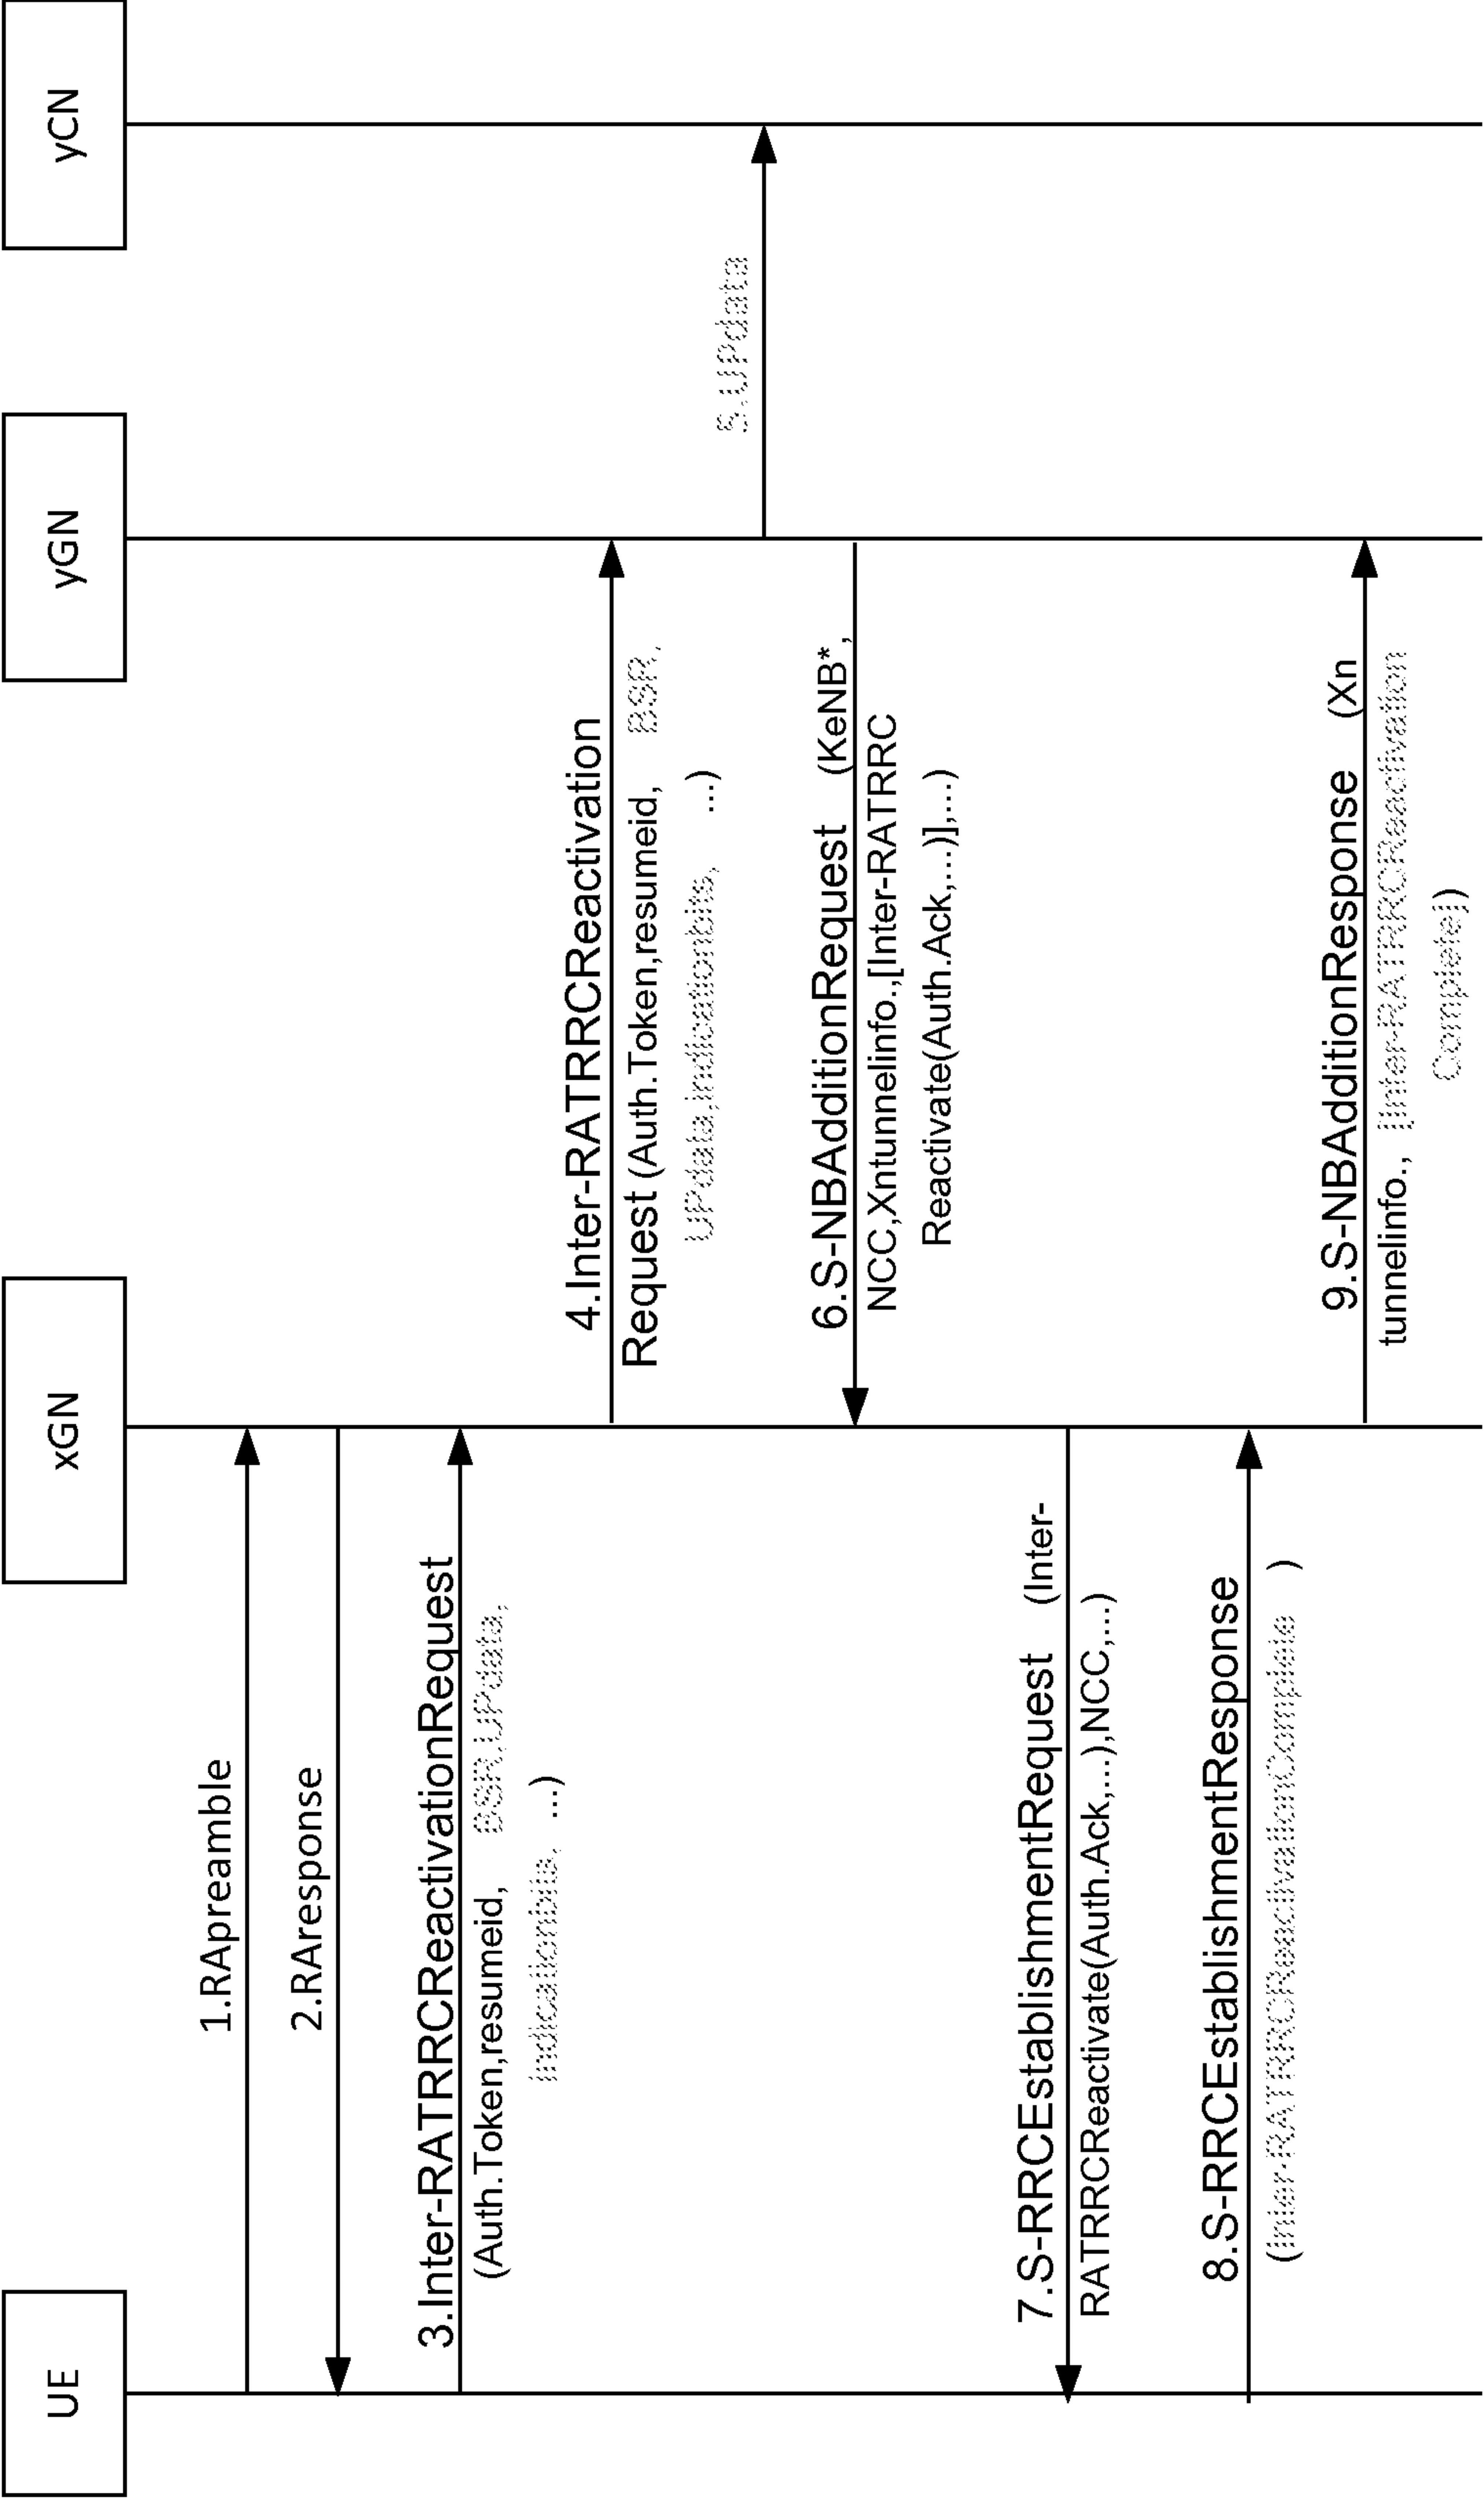 UE
xGN
yGN
yCN
1.RApreamble
2.RAresponse
3.Inter-RATRRCReactivationRequest
(Auth.Token,resumeid, BSR,UPdata,
Indicationbits, ...)
4.Inter-RATRRCReactivation
Request (Auth.Token,resumeid, BSR,
UPdata,Indicationbits, ...)
5.UPdata
6.S-NBAdditionRequest (KeNB*,
NCC,Xntunnelinfo.,[Inter-RATRRC
Reactivate(Auth.Ack,...)],...)
7.S-RRCEstablishmentRequest (Inter-
RATRRCReactivate(Auth.Ack,...),NCC,...)
8.S-RRCEstablishmentResponse
(Inter-RATRRCReactivationComplete )
9.S-NBAdditionResponse (Xn
tunnelinfo., [Inter-RATRRCReactivation
Complete])